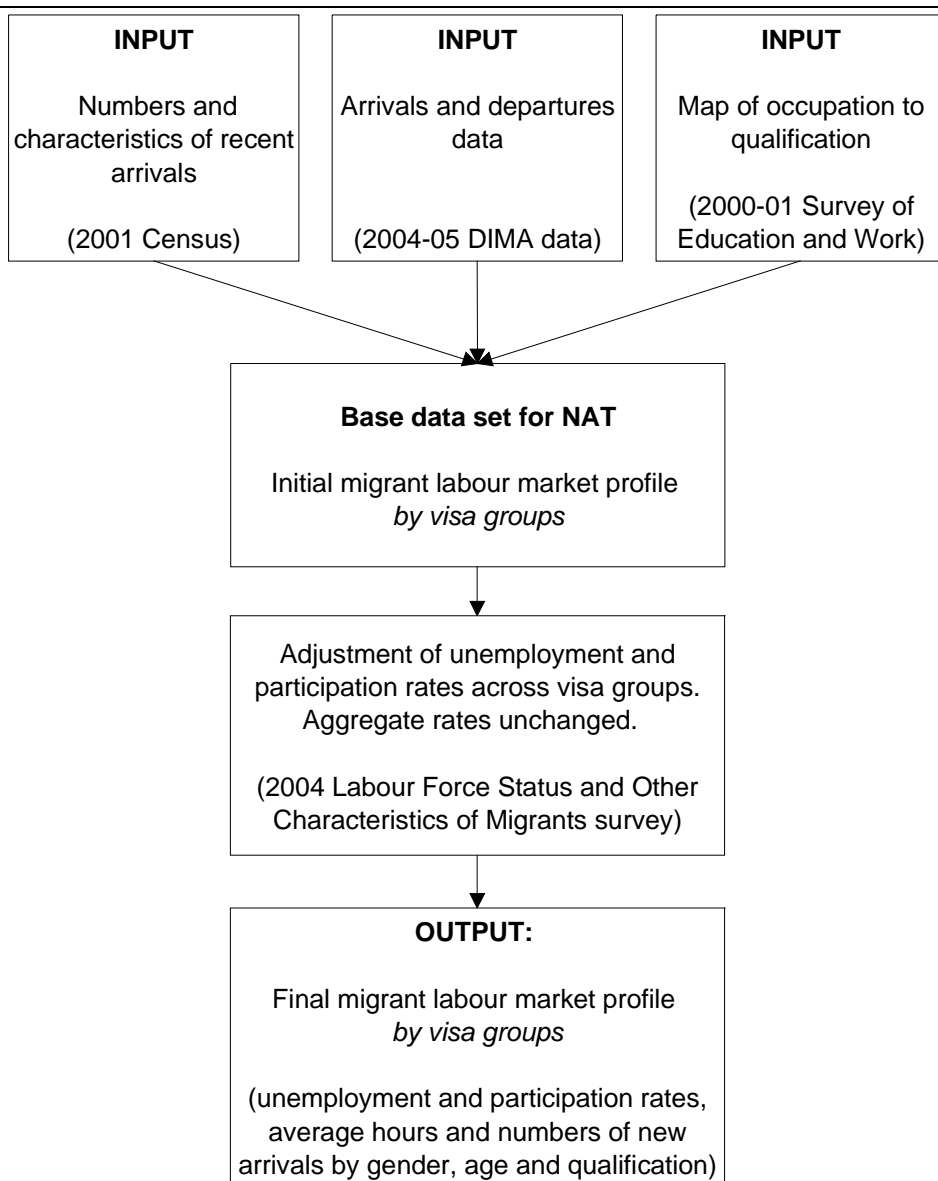 INPUT
Numbers and
characteristics of recent
arrivals
(2001 Census)
INPUT
Arrivals and departures
data
(2004-05 DIMA data)
INPUT
Map of occupation to
qualification
(2000-01 Survey of
Education and Work)
Base data set for NAT
Initial migrant labour market profile
by visa groups
Adjustment of unemployment and
participation rates across visa groups.
Aggregate rates unchanged.
(2004 Labour Force Status and Other
Characteristics of Migrants survey)
OUTPUT:
Final migrant labour market profile
by visa groups
(unemployment and participation rates,
average hours and numbers of new
arrivals by gender, age and qualification)